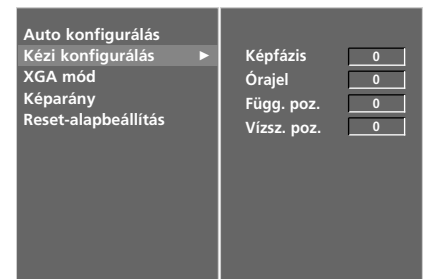 Auto konfigurálás
Kézi konfigurálás ►
XGA mód
Képarány
Reset-alapbeállítás
Képfázis 0
Órajel 0
Függ. poz. 0
Vízsz. poz. 0